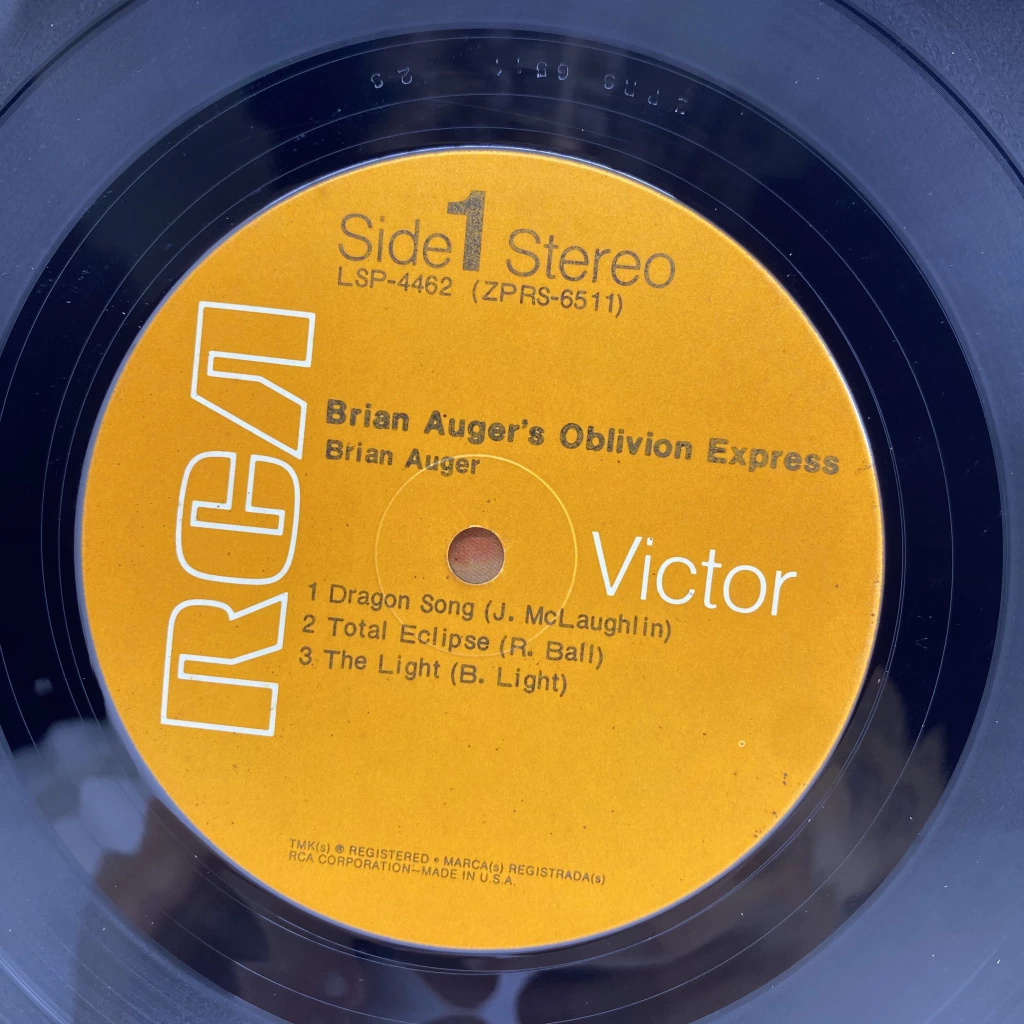 Side 1 Stereo
LSP-4462 (ZPRS-6511)
Brian Auger's Oblivion Express
Brian Auger
RCA
Victor
1 Dragon Song (J. McLaughlin)
2 Total Eclipse (R. Ball)
3 The Light (B. Light)
TMK(s) ® REGISTERED • MARCA(s) REGISTRADA(s)
RCA CORPORATION—MADE IN U.S.A.